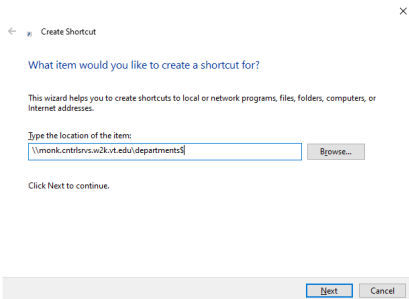 Create Shortcut
What item would you like to create a shortcut for?
This wizard helps you to create shortcuts to local or network programs, files, folders, computers, or
Internet addresses.
Type the location of the item:
\\monk.cntrlsrvs.w2k.vt.edu\departments$
Browse...
Click Next to continue.
Next
Cancel